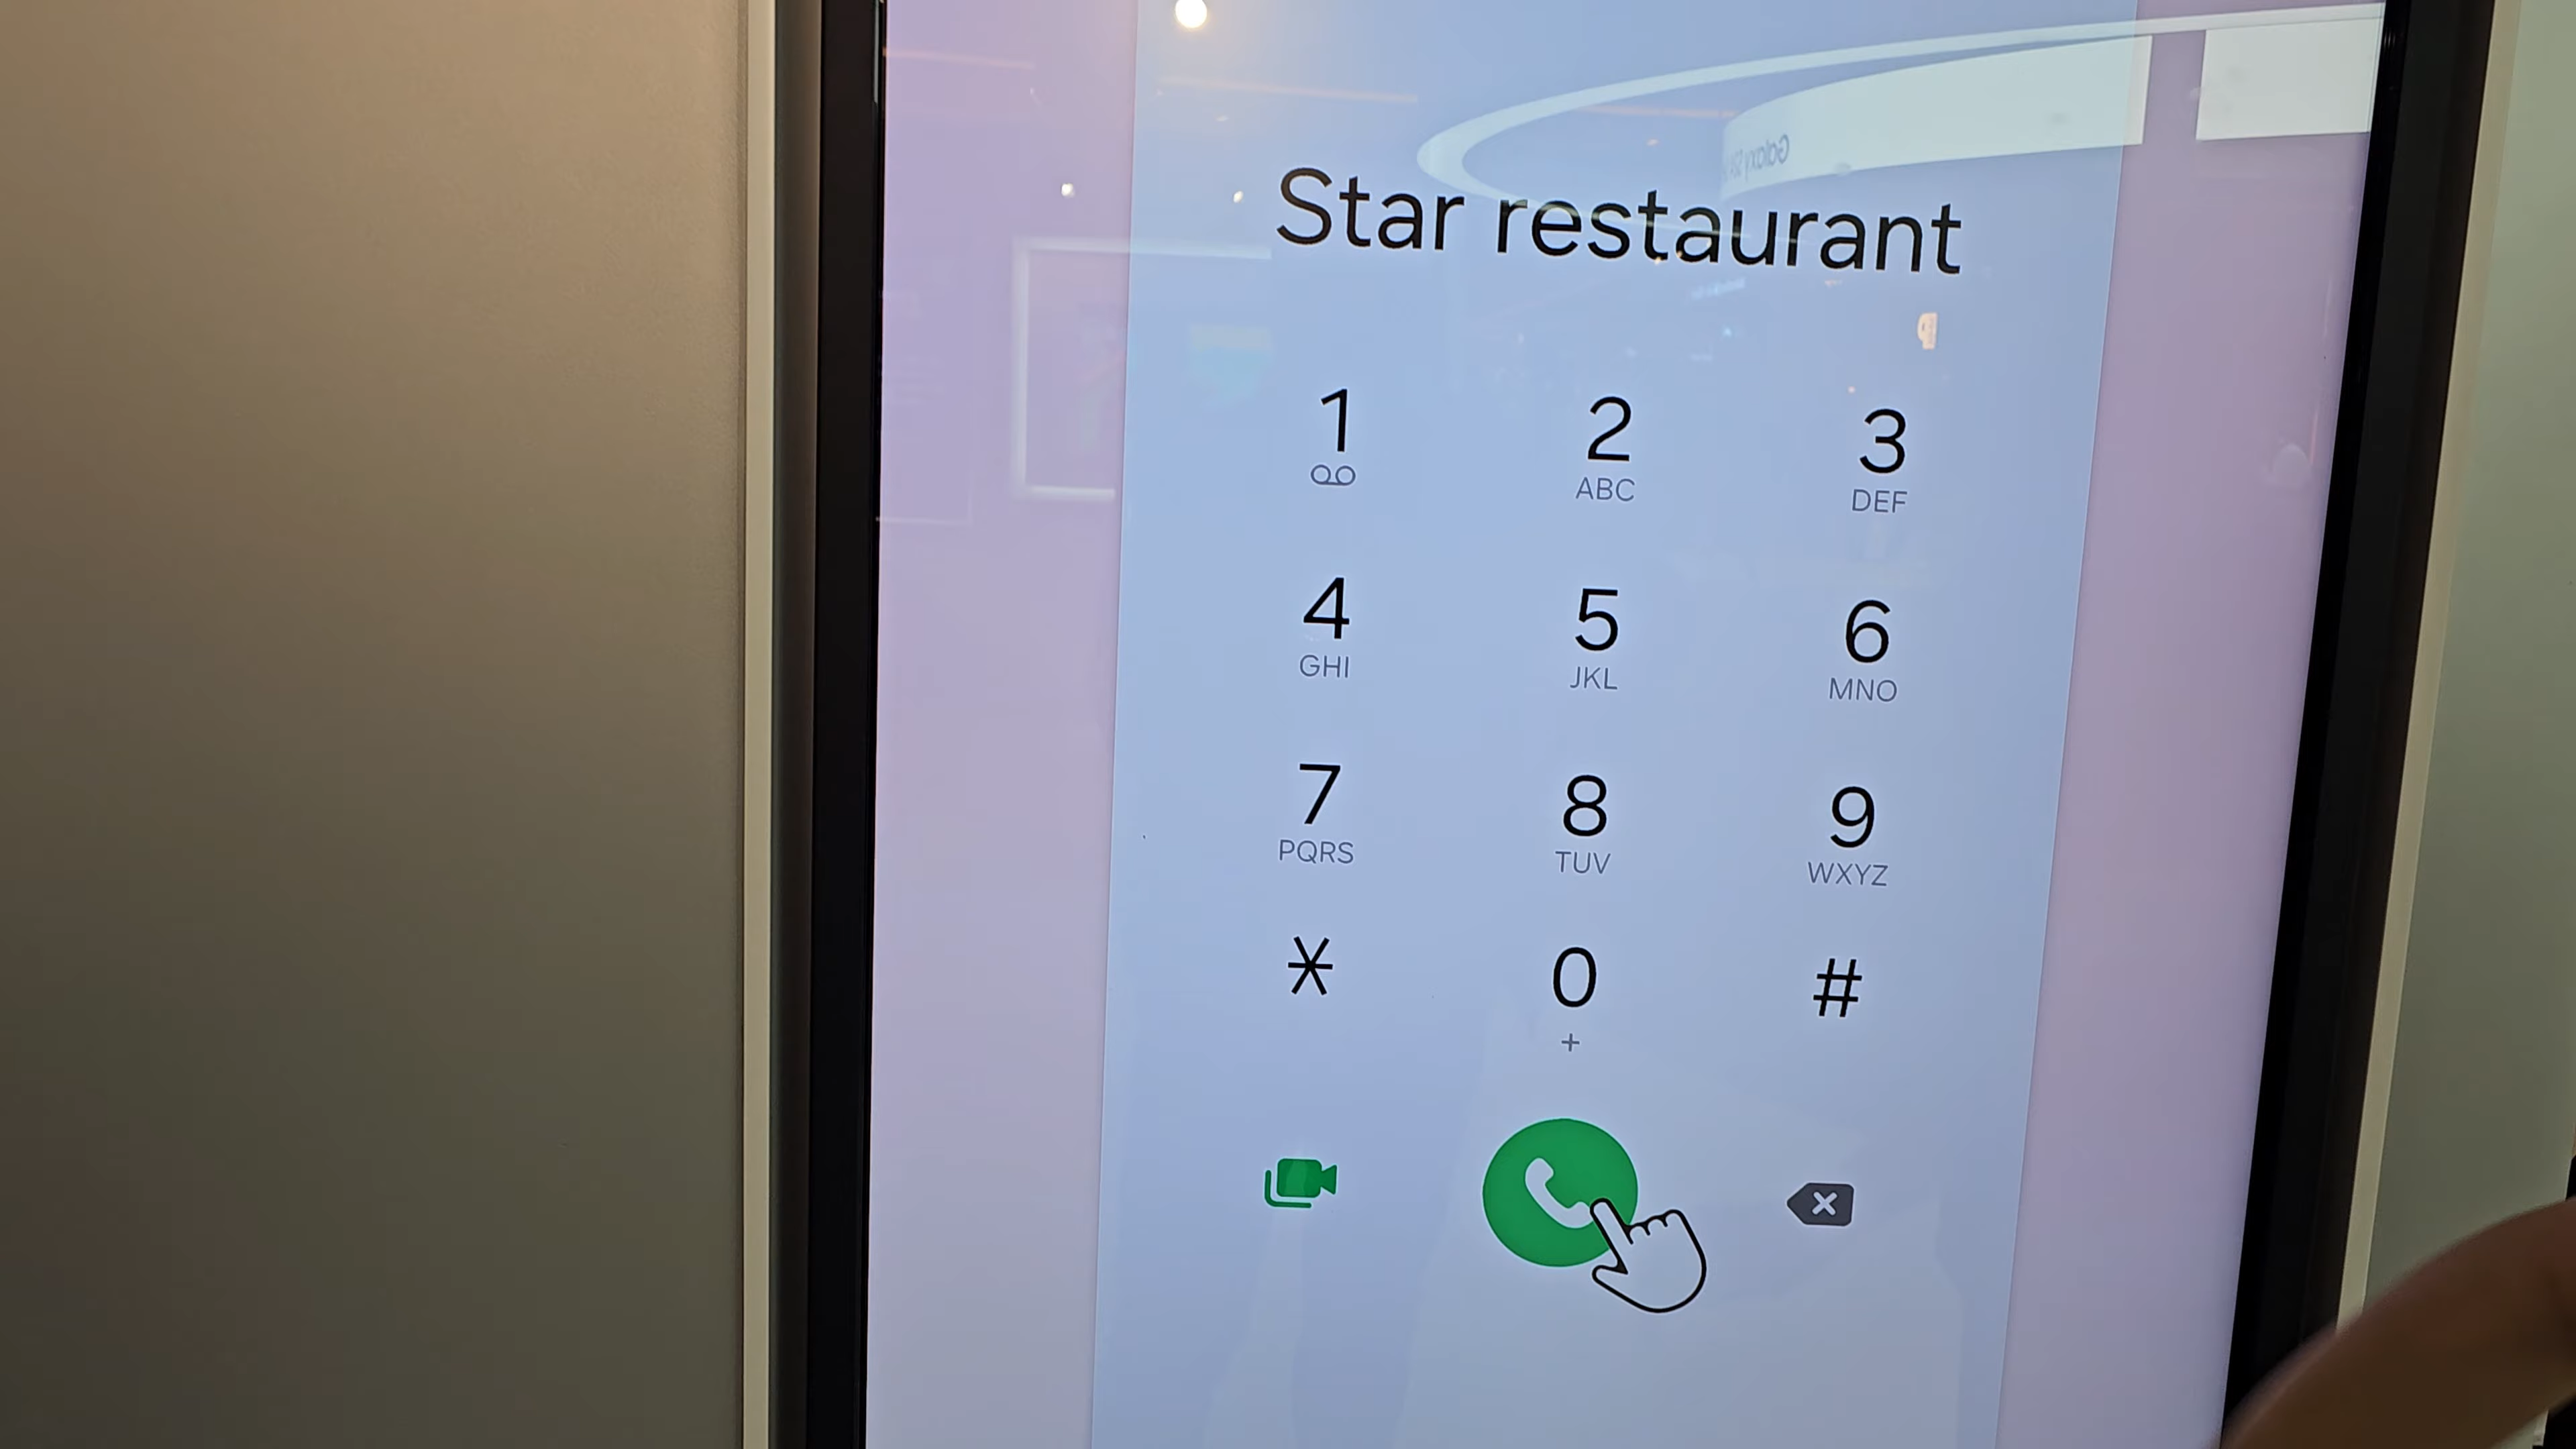 Galaxy
Star restaurant
1 2 3
ABC DEF
4 5 6
GHI JKL MNO
7 8 9
PQRS TUV WXYZ
* 0 #
+